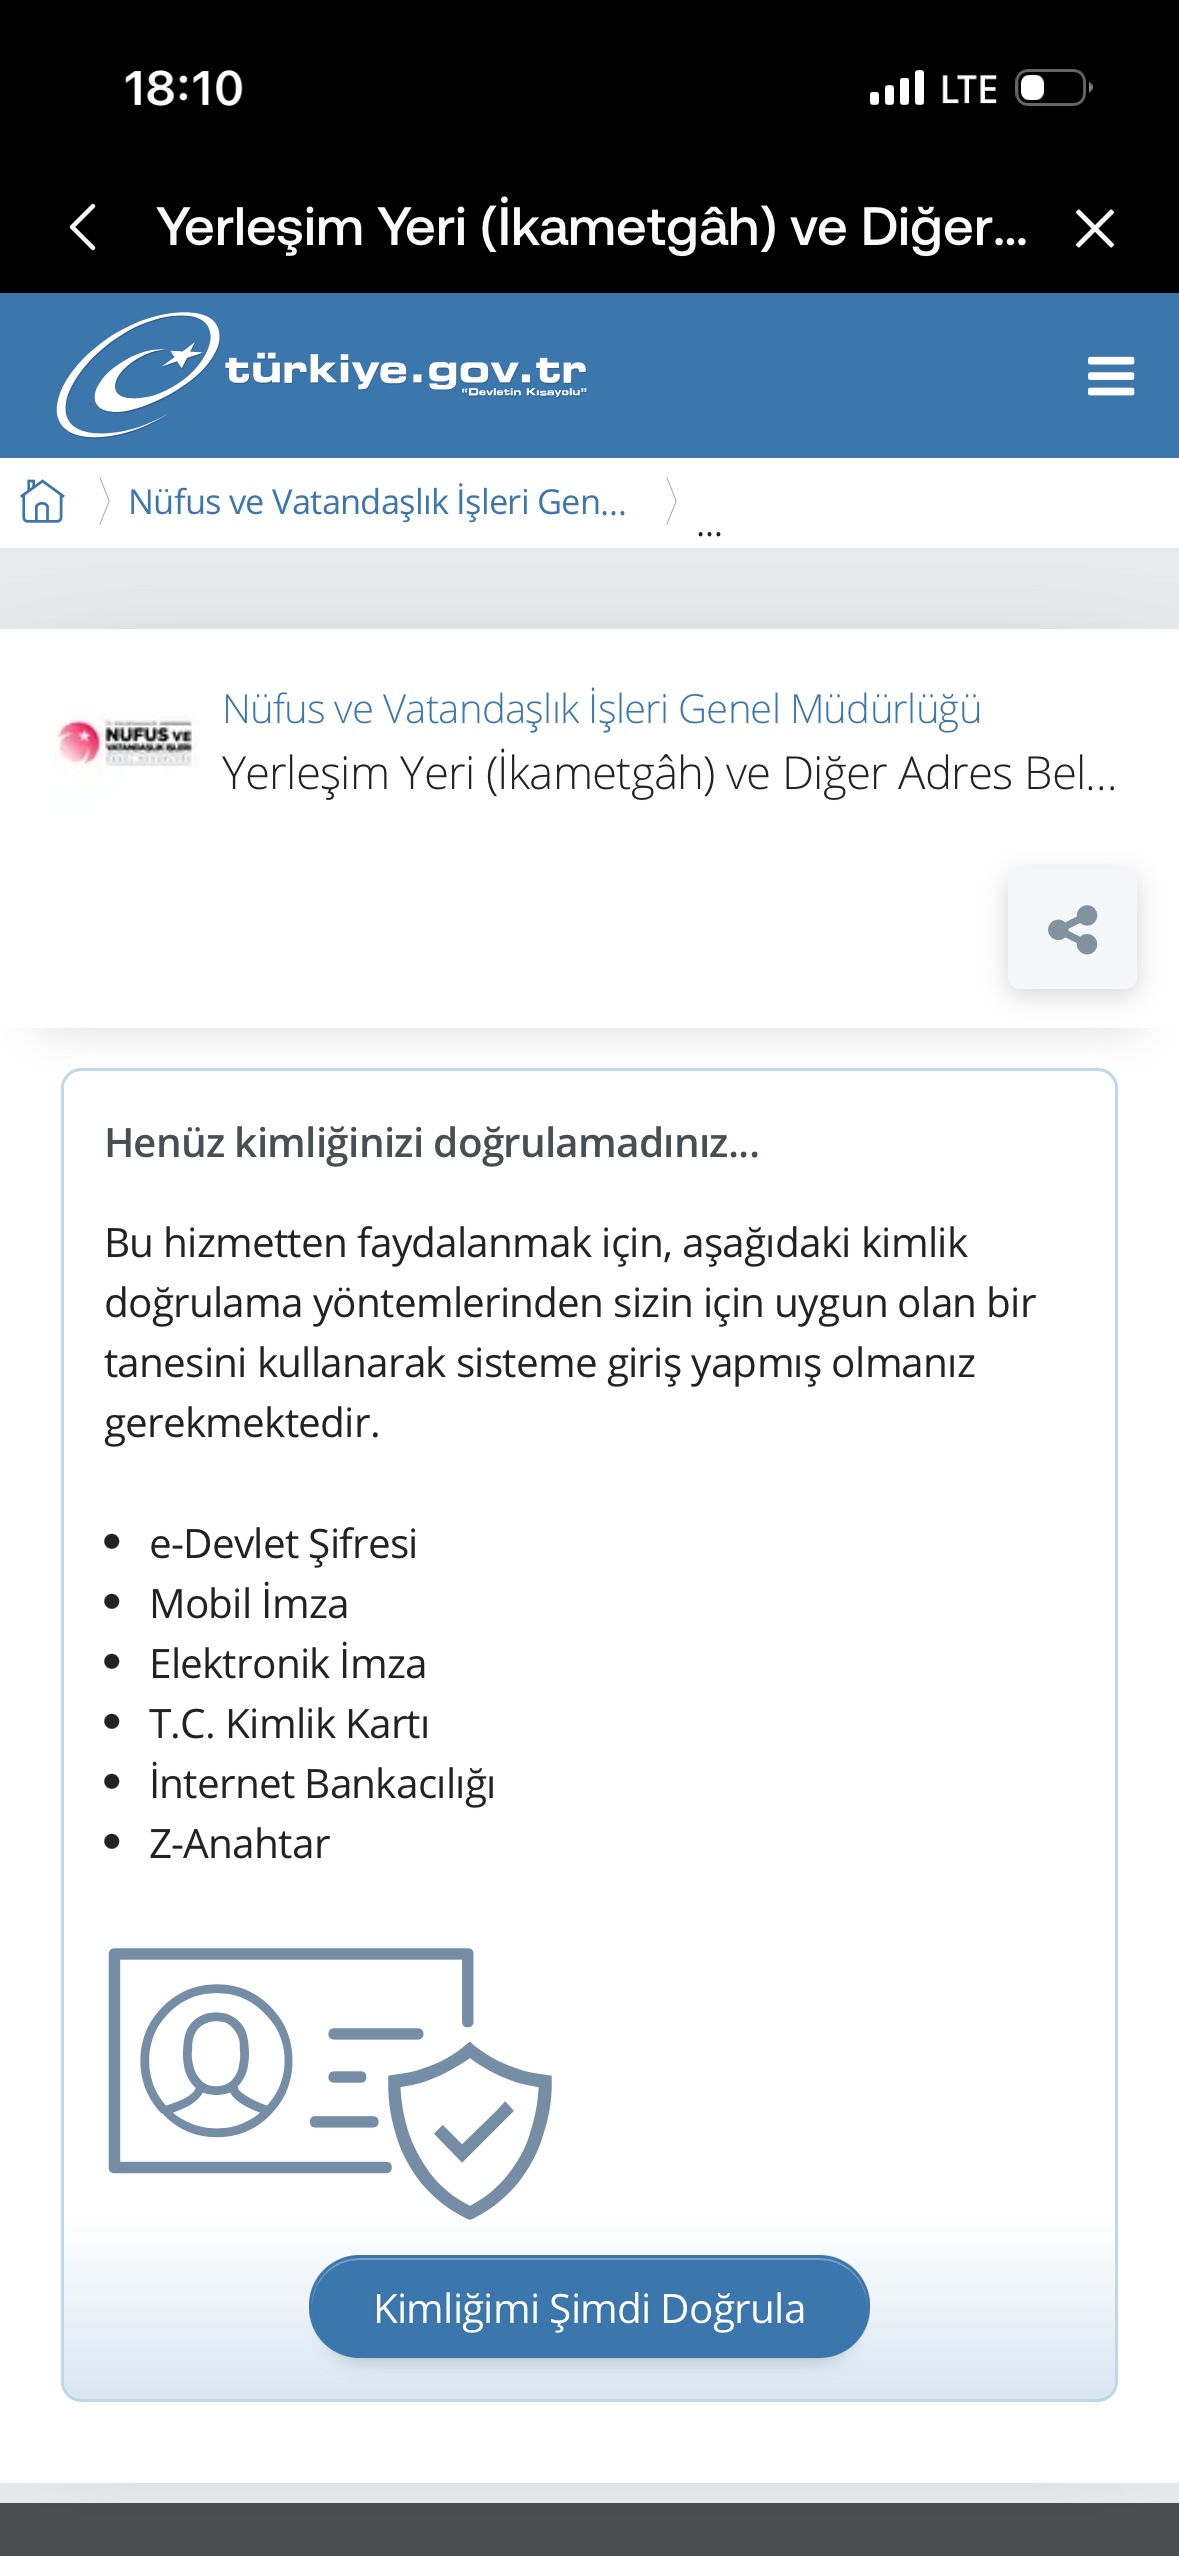 18:10
LTE
Yerleşim Yeri (İkametgâh) ve Diğer...
türkiye.gov.tr
"Devletin Kısayolu"
Nüfus ve Vatandaşlık İşleri Gen...
...
Nüfus ve Vatandaşlık İşleri Genel Müdürlüğü
NÜFUS VE
VATANDAŞLIK İŞLERİ
Yerleşim Yeri (İkametgâh) ve Diğer Adres Bel...
Henüz kimliğinizi doğrulamadınız...
Bu hizmetten faydalanmak için, aşağıdaki kimlik
doğrulama yöntemlerinden sizin için uygun olan bir
tanesini kullanarak sisteme giriş yapmış olmanız
gerekmektedir.
• e-Devlet Şifresi
• Mobil İmza
• Elektronik İmza
• T.C. Kimlik Kartı
• İnternet Bankacılığı
• Z-Anahtar
Kimliğimi Şimdi Doğrula